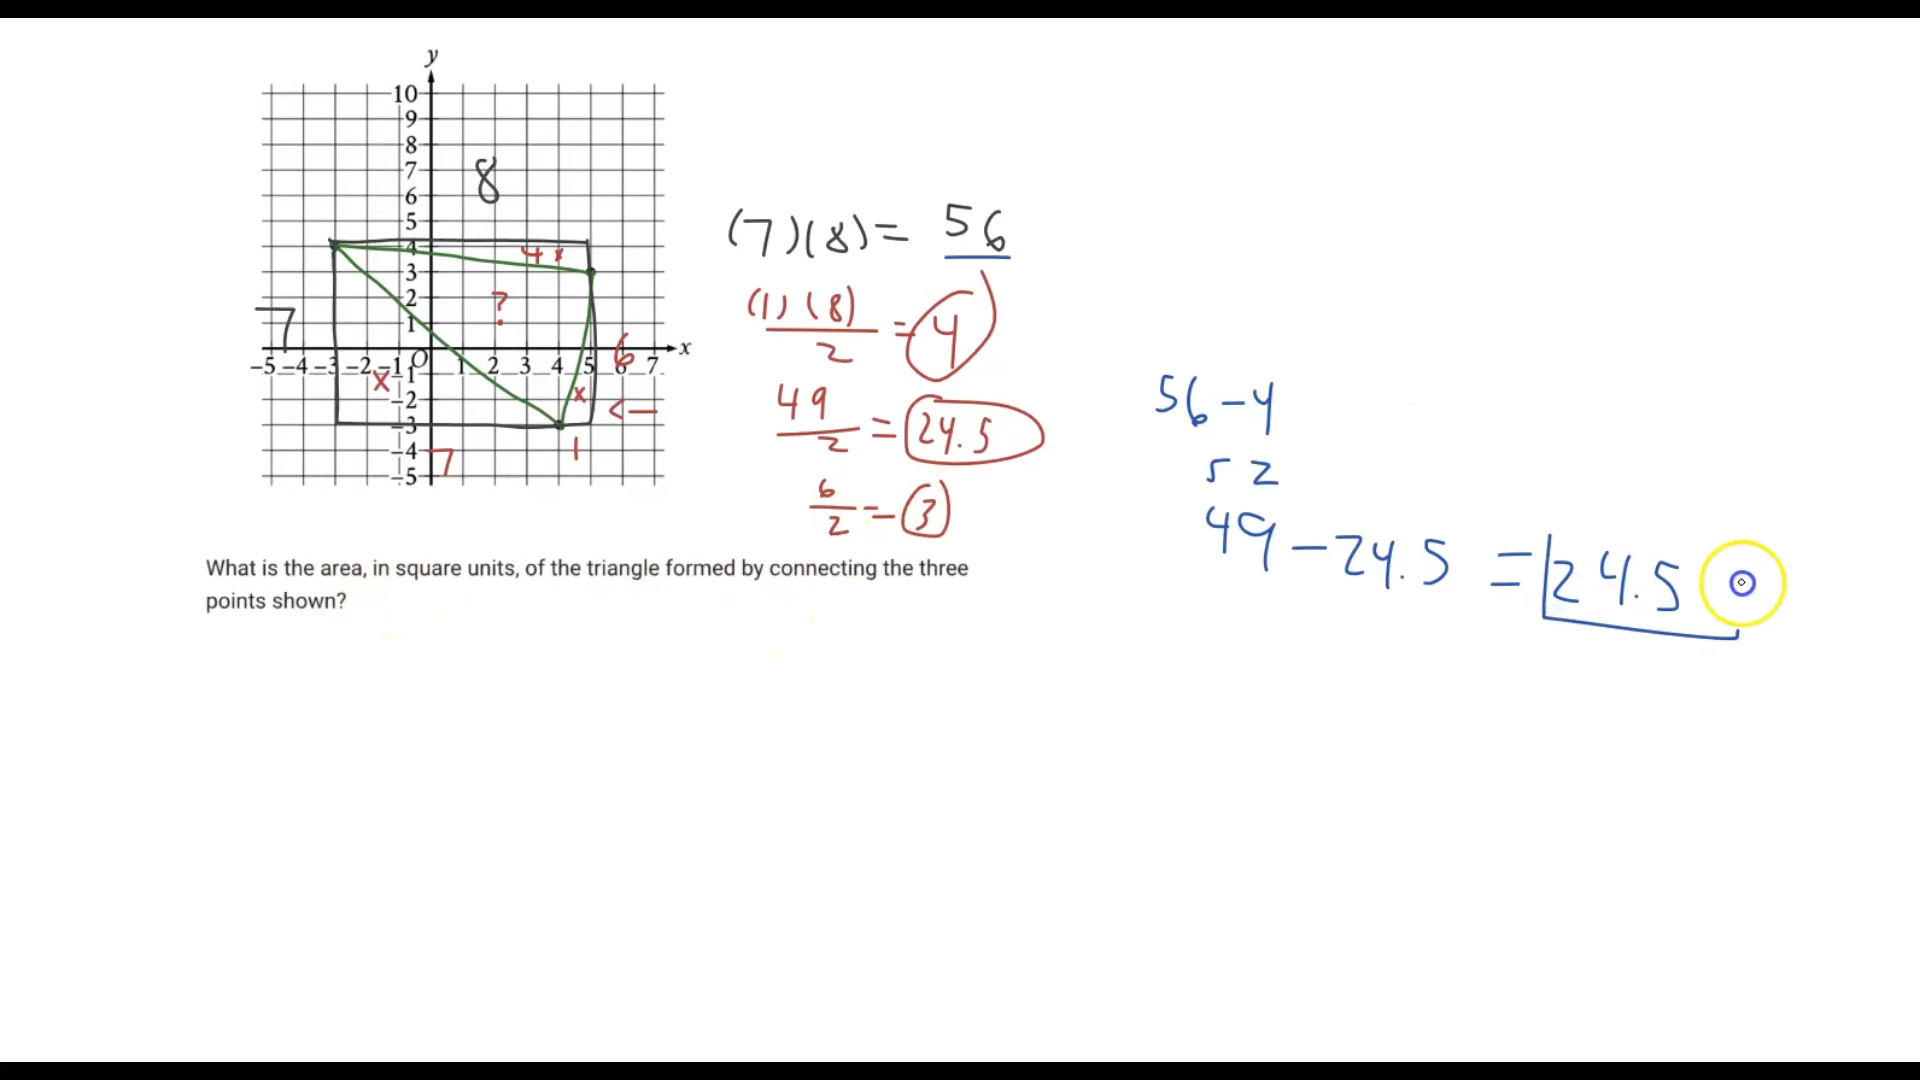 y
10
9
8
7
6
5
4
3
2
1
-5 -4 -3 -2 -1 O 1 2 3 4 5 6 7 x
-1
-2
-3
-4
-5
8
7
4 x
?
6
x
x
<-
7
1
(7)(8) = 56
(1)(8)/2 = 4
49/2 = 24.5
6/2 = 3
56-4
52
49-24.5 = 24.5
What is the area, in square units, of the triangle formed by connecting the three
points shown?